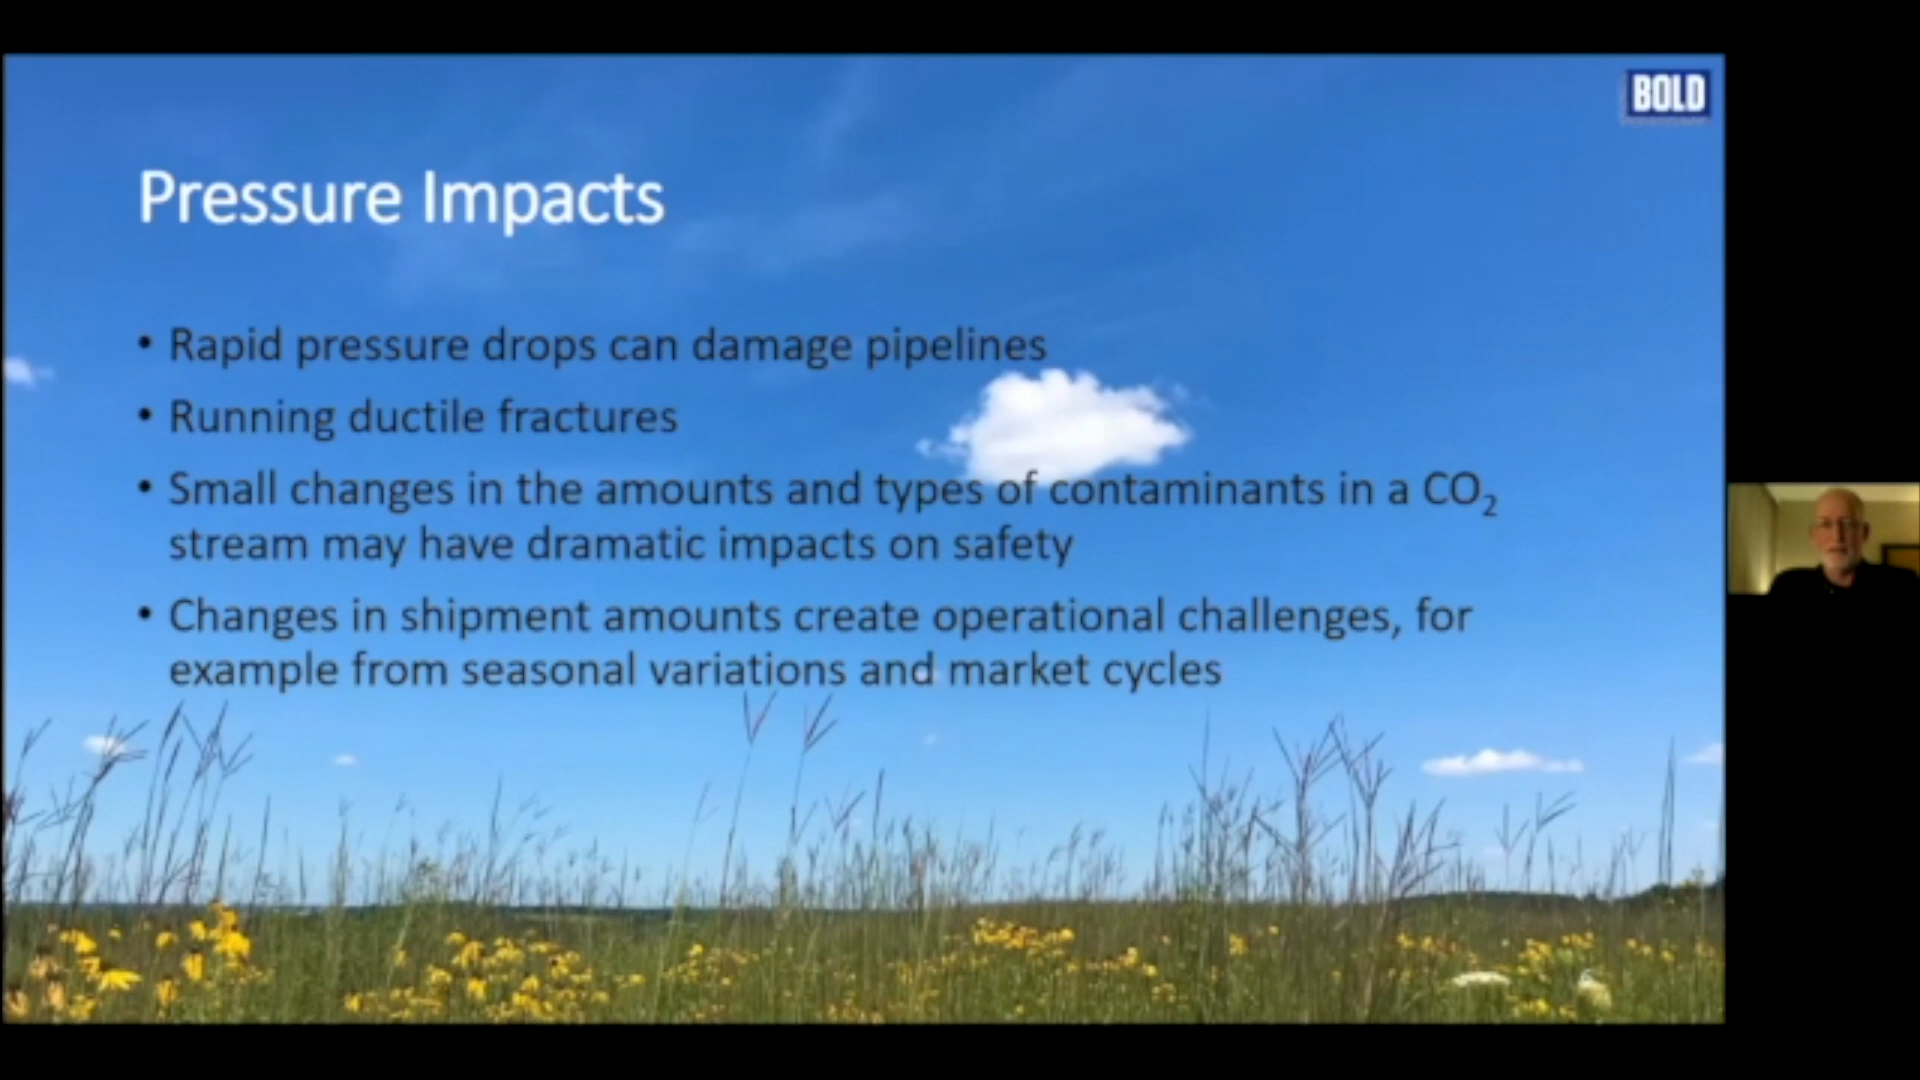 BOLD
Pressure Impacts
• Rapid pressure drops can damage pipelines
• Running ductile fractures
• Small changes in the amounts and types of contaminants in a CO₂
stream may have dramatic impacts on safety
• Changes in shipment amounts create operational challenges, for
example from seasonal variations and market cycles